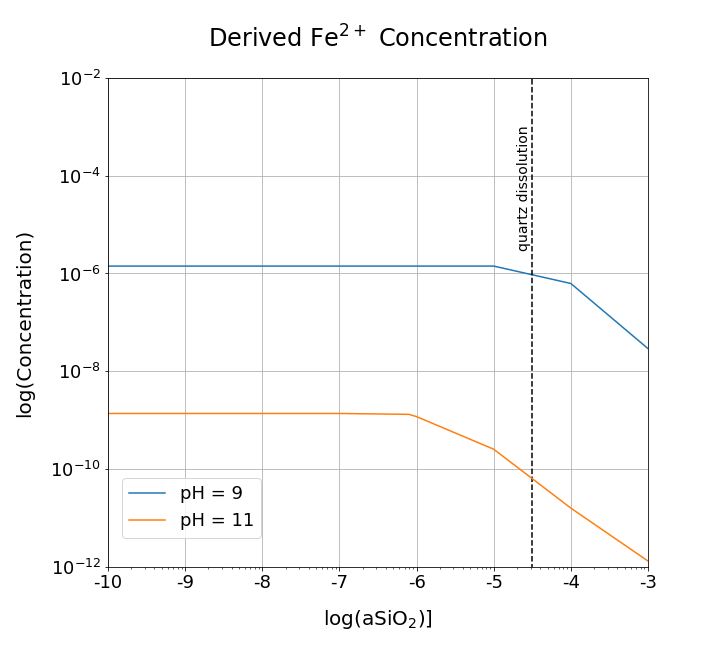 Derived Fe²⁺ Concentration
10⁻²
10⁻⁴
10⁻⁶
10⁻⁸
10⁻¹⁰
10⁻¹²
log(Concentration)
quartz dissolution
pH = 9
pH = 11
-10 -9 -8 -7 -6 -5 -4 -3
log(aSiO₂)]